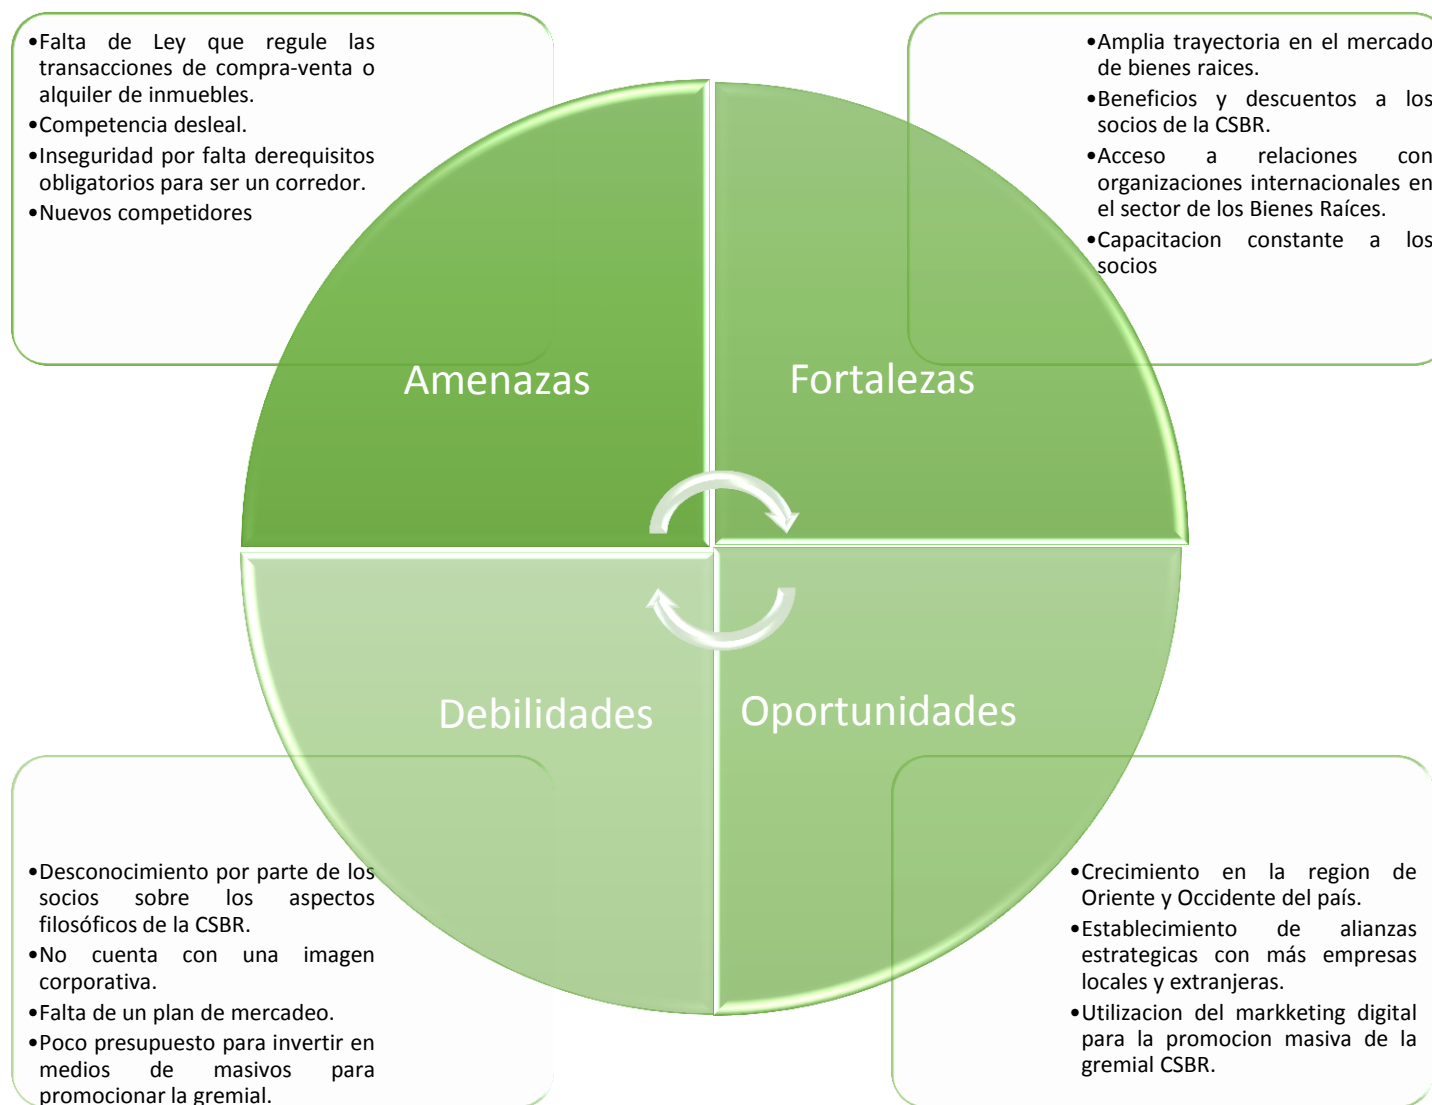 •Falta de Ley que regule las
transacciones de compra-venta o
alquiler de inmuebles.
•Competencia desleal.
•Inseguridad por falta derequisitos
obligatorios para ser un corredor.
•Nuevos competidores
•Amplia trayectoria en el mercado
de bienes raices.
•Beneficios y descuentos a los
socios de la CSBR.
•Acceso a relaciones con
organizaciones internacionales en
el sector de los Bienes Raíces.
•Capacitacion constante a los
socios
Amenazas
Fortalezas
Debilidades
Oportunidades
•Desconocimiento por parte de los
socios sobre los aspectos
filosóficos de la CSBR.
•No cuenta con una imagen
corporativa.
•Falta de un plan de mercadeo.
•Poco presupuesto para invertir en
medios de masivos para
promocionar la gremial.
•Crecimiento en la region de
Oriente y Occidente del país.
•Establecimiento de alianzas
estrategicas con más empresas
locales y extranjeras.
•Utilizacion del markketing digital
para la promocion masiva de la
gremial CSBR.